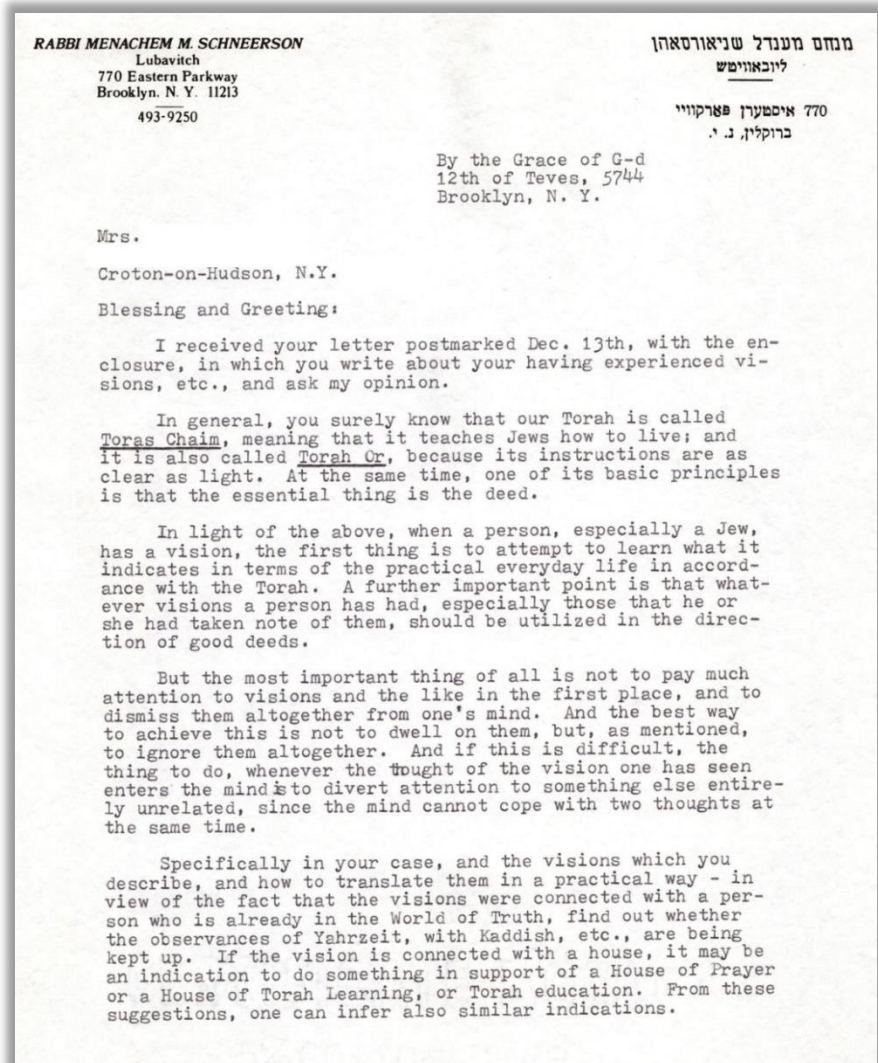 RABBI MENACHEM M. SCHNEERSON
Lubavitch
770 Eastern Parkway
Brooklyn. N. Y. 11213
493-9250
מנחם מענדל שניאורסאהן
ליובאוויטש
770 איסטערן פארקוויי
ברוקלין, נ. י.
By the Grace of G-d
12th of Teves, 5744
Brooklyn, N. Y.
Mrs.
Croton-on-Hudson, N.Y.
Blessing and Greeting:
I received your letter postmarked Dec. 13th, with the en-
closure, in which you write about your having experienced vi-
sions, etc., and ask my opinion.
In general, you surely know that our Torah is called
Toras Chaim, meaning that it teaches Jews how to live; and
it is also called Torah Or, because its instructions are as
clear as light. At the same time, one of its basic principles
is that the essential thing is the deed.
In light of the above, when a person, especially a Jew,
has a vision, the first thing is to attempt to learn what it
indicates in terms of the practical everyday life in accord-
ance with the Torah. A further important point is that what-
ever visions a person has had, especially those that he or
she had taken note of them, should be utilized in the direc-
tion of good deeds.
But the most important thing of all is not to pay much
attention to visions and the like in the first place, and to
dismiss them altogether from one's mind. And the best way
to achieve this is not to dwell on them, but, as mentioned,
to ignore them altogether. And if this is difficult, the
thing to do, whenever the thought of the vision one has seen
enters the mind is to divert attention to something else entire-
ly unrelated, since the mind cannot cope with two thoughts at
the same time.
Specifically in your case, and the visions which you
describe, and how to translate them in a practical way - in
view of the fact that the visions were connected with a per-
son who is already in the World of Truth, find out whether
the observances of Yahrzeit, with Kaddish, etc., are being
kept up. If the vision is connected with a house, it may be
an indication to do something in support of a House of Prayer
or a House of Torah Learning, or Torah education. From these
suggestions, one can infer also similar indications.